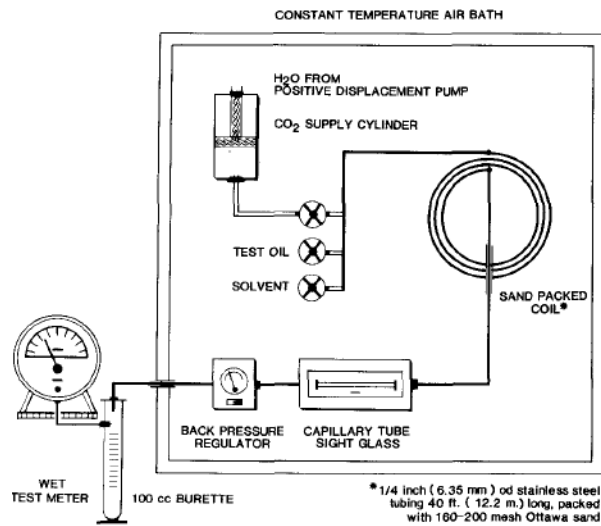 CONSTANT TEMPERATURE AIR BATH
H2O FROM
POSITIVE DISPLACEMENT PUMP
CO2 SUPPLY CYLINDER
TEST OIL
SOLVENT
SAND PACKED
COIL*
BACK PRESSURE
REGULATOR
CAPILLARY TUBE
SIGHT GLASS
WET
TEST METER
100 cc BURETTE
*1/4 inch (6.35 mm) od stainless steel
tubing 40 ft. (12.2 m.) long, packed
with 160-200 mesh Ottawa sand